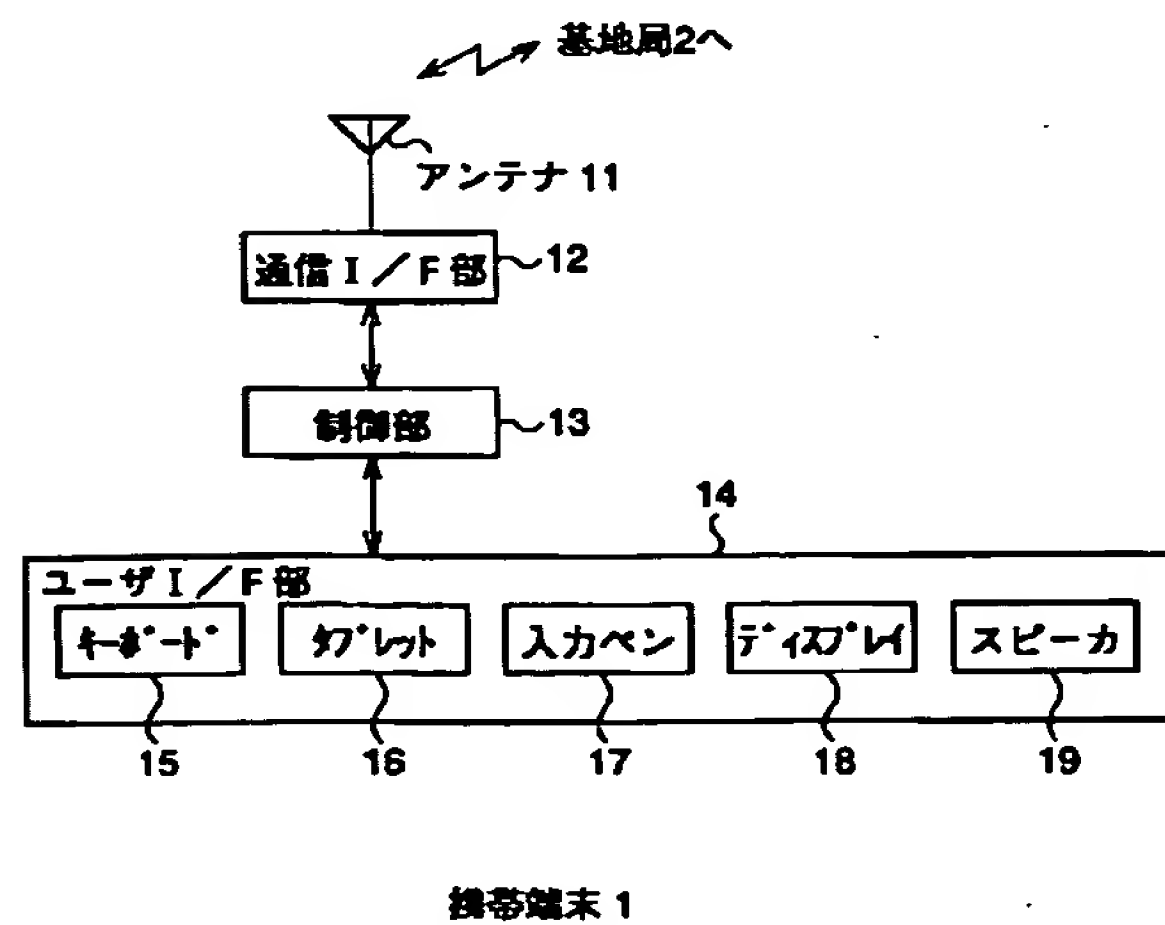 基地局2へ
アンテナ 11
通信I／F部
12
制御部
13
14
ユーザI／F部
キーボード
タブレット
入力ペン
ディスプレイ
スピーカ
15
16
17
18
19
携帯端末 1